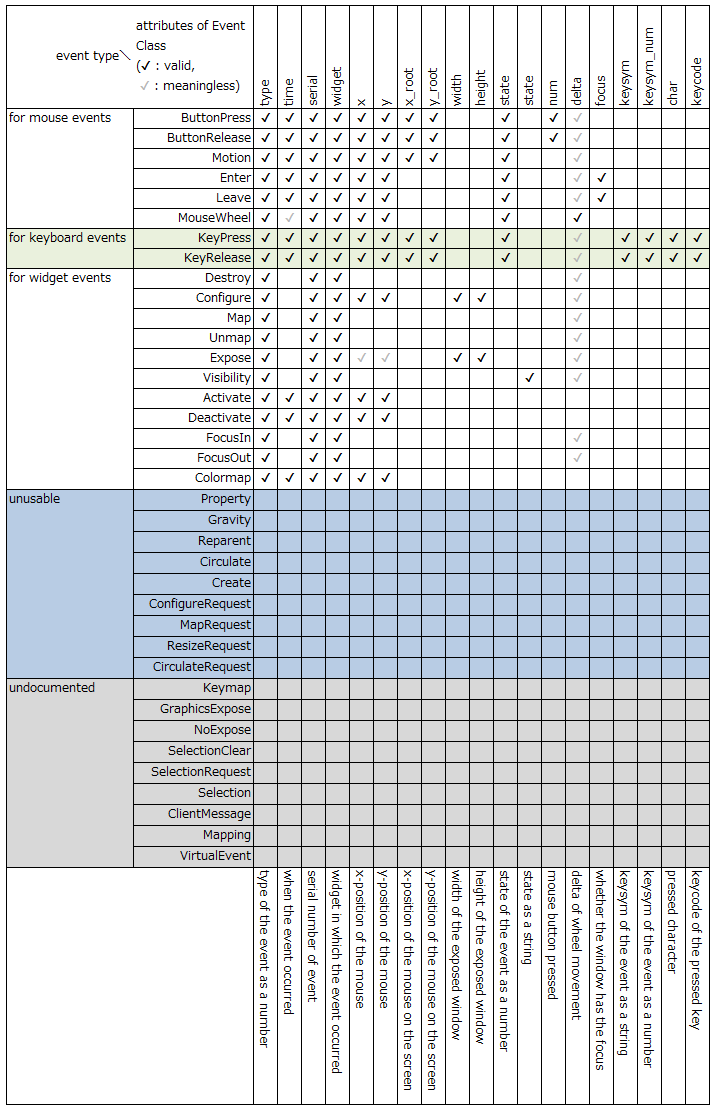 attributes of Event
Class
event type
(✓ : valid,
✓ : meaningless)
type
time
serial
widget
x
y
x_root
y_root
width
height
state
state
num
delta
focus
keysym
keysym_num
char
keycode
for mouse events
ButtonPress ✓ ✓ ✓ ✓ ✓ ✓ ✓ ✓ ✓ ✓ ✓
ButtonRelease ✓ ✓ ✓ ✓ ✓ ✓ ✓ ✓ ✓ ✓ ✓
Motion ✓ ✓ ✓ ✓ ✓ ✓ ✓ ✓ ✓ ✓
Enter ✓ ✓ ✓ ✓ ✓ ✓ ✓ ✓ ✓
Leave ✓ ✓ ✓ ✓ ✓ ✓ ✓ ✓ ✓
MouseWheel ✓ ✓ ✓ ✓ ✓ ✓ ✓ ✓
for keyboard events
KeyPress ✓ ✓ ✓ ✓ ✓ ✓ ✓ ✓ ✓ ✓ ✓ ✓ ✓ ✓
KeyRelease ✓ ✓ ✓ ✓ ✓ ✓ ✓ ✓ ✓ ✓ ✓ ✓ ✓ ✓
for widget events
Destroy ✓ ✓ ✓ ✓
Configure ✓ ✓ ✓ ✓ ✓ ✓ ✓ ✓
Map ✓ ✓ ✓ ✓
Unmap ✓ ✓ ✓ ✓
Expose ✓ ✓ ✓ ✓ ✓ ✓ ✓ ✓
Visibility ✓ ✓ ✓ ✓ ✓
Activate ✓ ✓ ✓ ✓ ✓ ✓
Deactivate ✓ ✓ ✓ ✓ ✓ ✓
FocusIn ✓ ✓ ✓ ✓
FocusOut ✓ ✓ ✓ ✓
Colormap ✓ ✓ ✓ ✓ ✓ ✓
unusable
Property
Gravity
Reparent
Circulate
Create
ConfigureRequest
MapRequest
ResizeRequest
CirculateRequest
undocumented
Keymap
GraphicsExpose
NoExpose
SelectionClear
SelectionRequest
Selection
ClientMessage
Mapping
VirtualEvent
type of the event as a number
when the event occurred
serial number of event
widget in which the event occurred
x-position of the mouse
y-position of the mouse
x-position of the mouse on the screen
y-position of the mouse on the screen
width of the exposed window
height of the exposed window
state of the event as a number
state as a string
mouse button pressed
delta of wheel movement
whether the window has the focus
keysym of the event as a string
keysym of the event as a number
pressed character
keycode of the pressed key